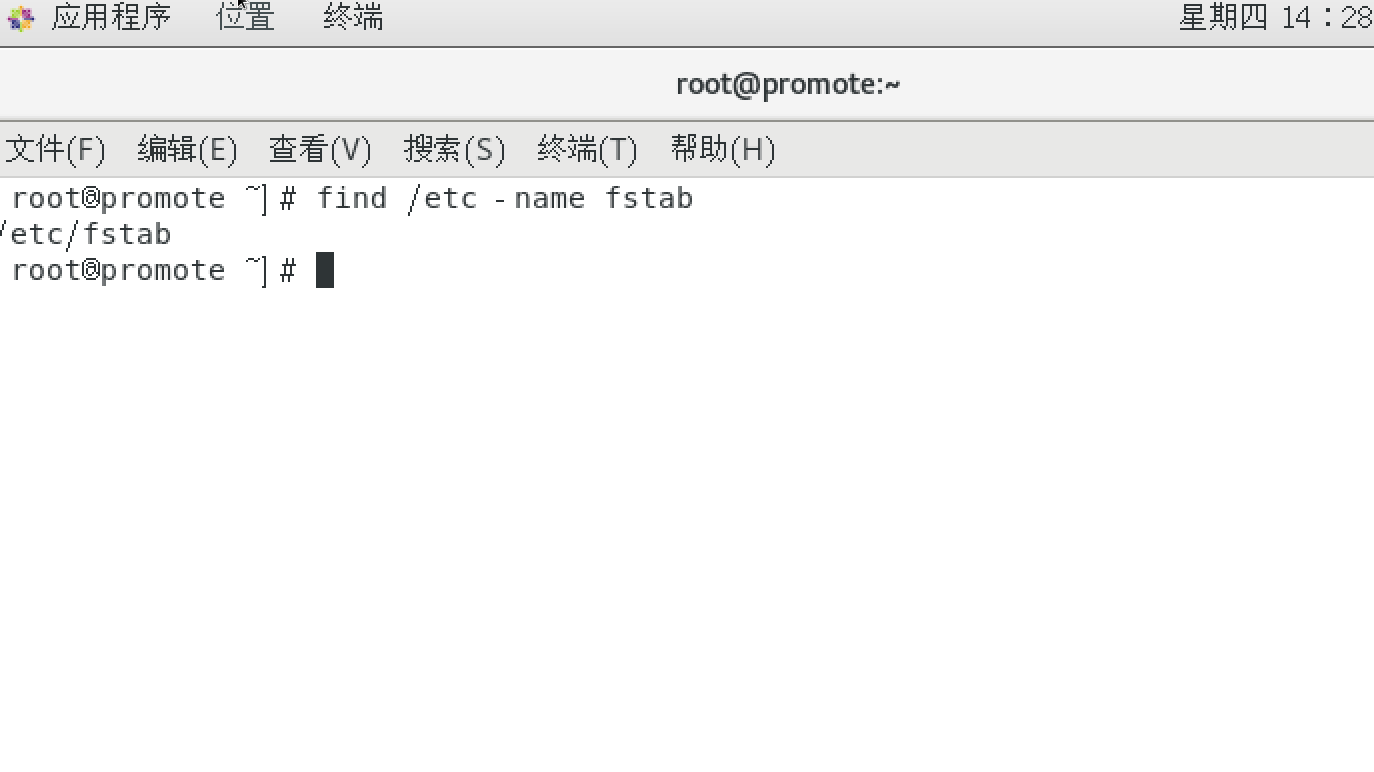 应用程序 位置 终端 星期四 14：28
root@promote:~
文件(F) 编辑(E) 查看(V) 搜索(S) 终端(T) 帮助(H)
root@promote ~]# find /etc -name fstab
/etc/fstab
root@promote ~]#